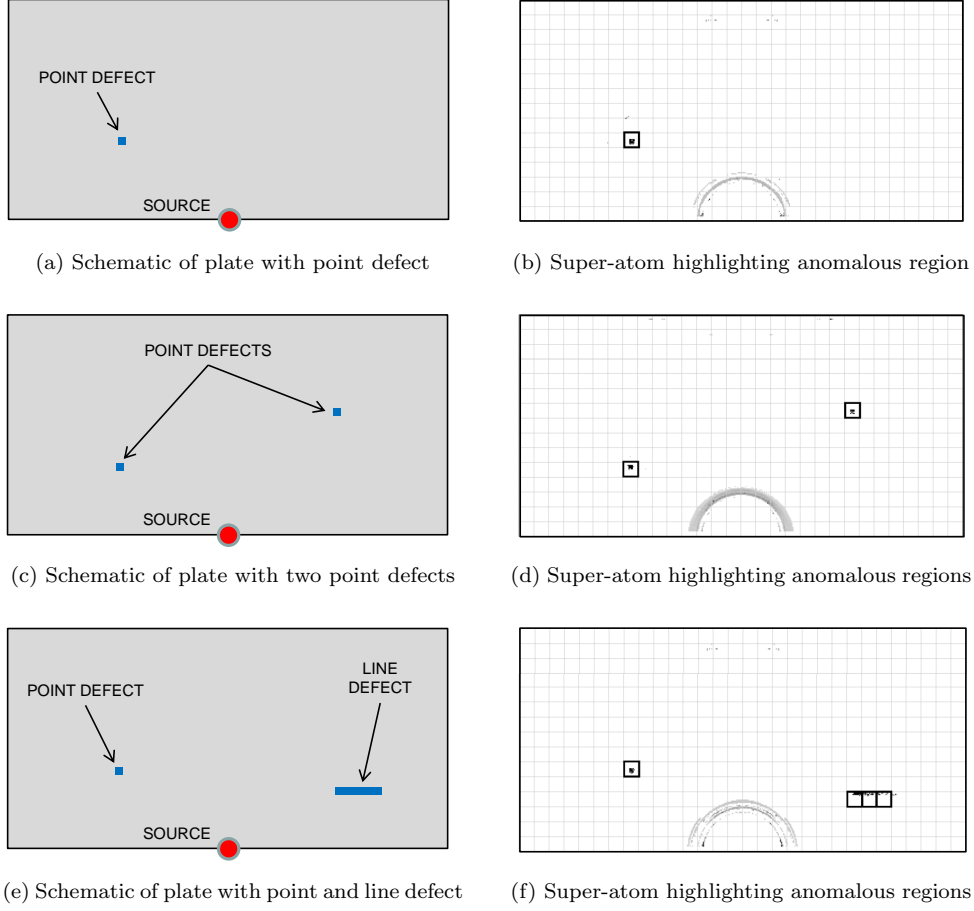 POINT DEFECT
SOURCE
(a) Schematic of plate with point defect
(b) Super-atom highlighting anomalous region
POINT DEFECTS
SOURCE
(c) Schematic of plate with two point defects
(d) Super-atom highlighting anomalous regions
POINT DEFECT
LINE
DEFECT
SOURCE
(e) Schematic of plate with point and line defect
(f) Super-atom highlighting anomalous regions